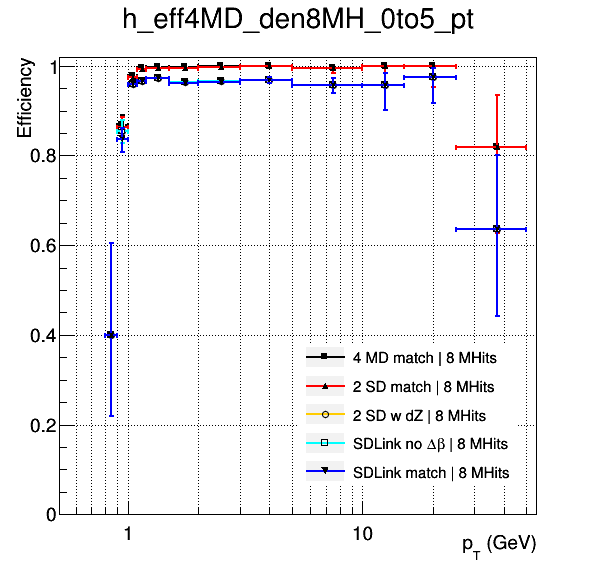 h_eff4MD_den8MH_0to5_pt
Efficiency
1
0.8
0.6
0.4
0.2
0
4 MD match | 8 MHits
2 SD match | 8 MHits
2 SD w dZ | 8 MHits
SDLink no Δβ | 8 MHits
SDLink match | 8 MHits
1
10
p_T (GeV)